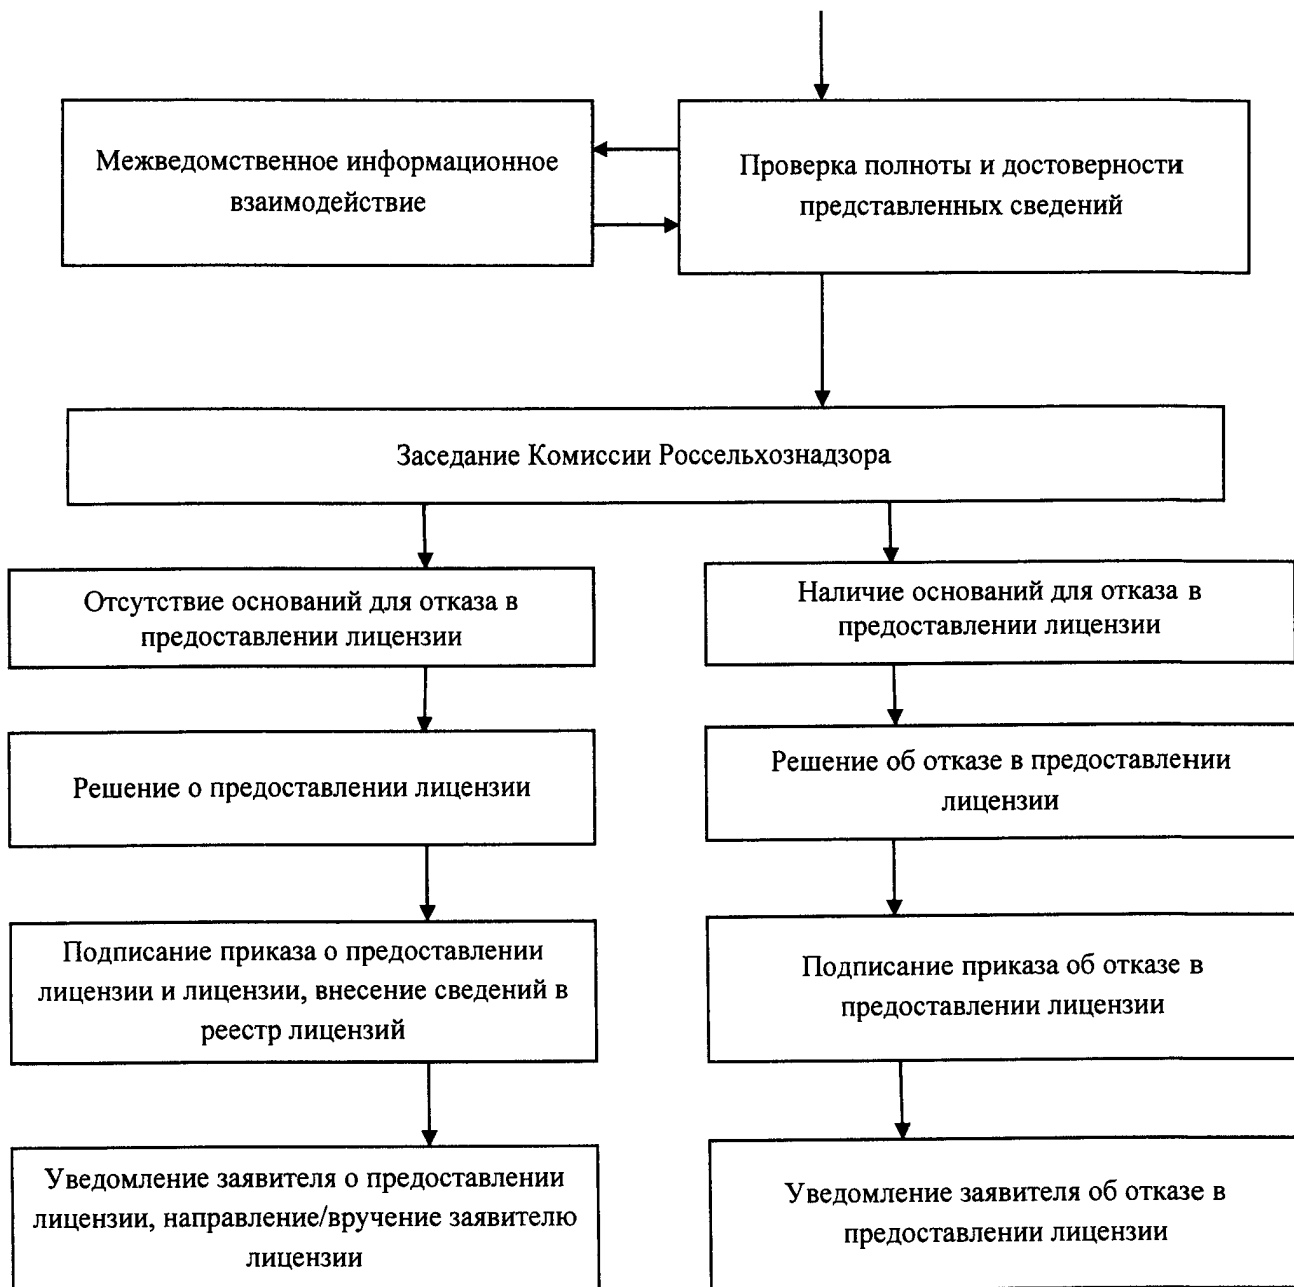 Межведомственное информационное
взаимодействие
Проверка полноты и достоверности
представленных сведений
Заседание Комиссии Россельхознадзора
Отсутствие оснований для отказа в
предоставлении лицензии
Наличие оснований для отказа в
предоставлении лицензии
Решение о предоставлении лицензии
Решение об отказе в предоставлении
лицензии
Подписание приказа о предоставлении
лицензии и лицензии, внесение сведений в
реестр лицензий
Подписание приказа об отказе в
предоставлении лицензии
Уведомление заявителя о предоставлении
лицензии, направление/вручение заявителю
лицензии
Уведомление заявителя об отказе в
предоставлении лицензии